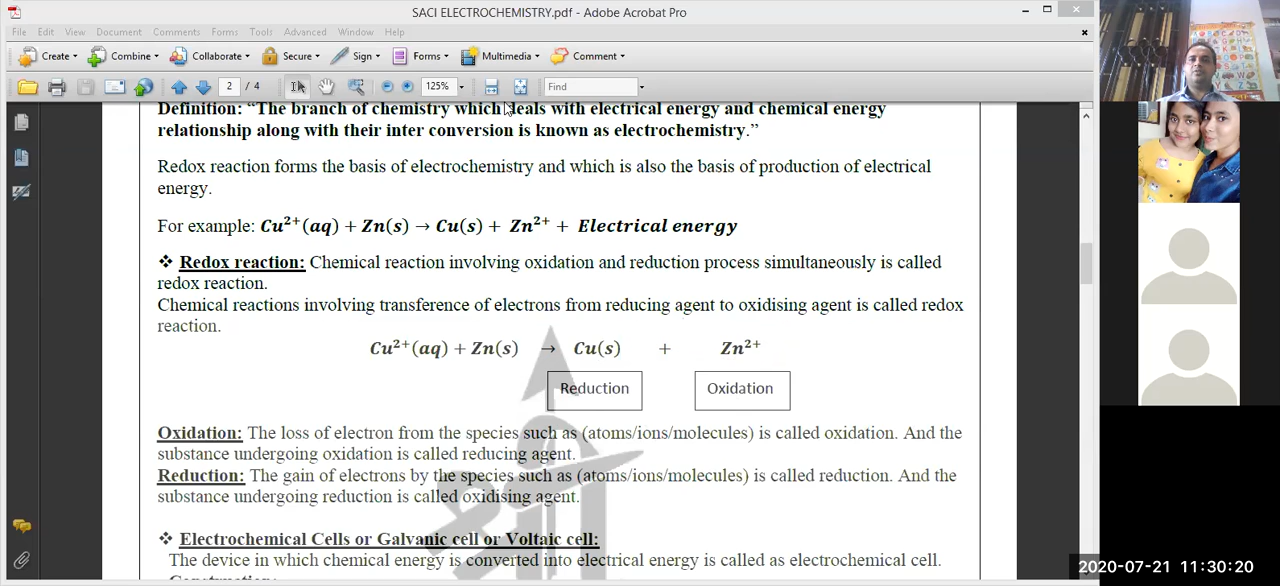 SACI ELECTROCHEMISTRY.pdf - Adobe Acrobat Pro
File Edit View Document Comments Forms Tools Advanced Window Help
Create Combine Collaborate Secure Sign Forms Multimedia Comment
2 / 4 125% Find
Definition: “The branch of chemistry which deals with electrical energy and chemical energy
relationship along with their inter conversion is known as electrochemistry.”
Redox reaction forms the basis of electrochemistry and which is also the basis of production of electrical
energy.
For example: Cu²⁺(aq) + Zn(s) → Cu(s) + Zn²⁺ + Electrical energy
❖ Redox reaction: Chemical reaction involving oxidation and reduction process simultaneously is called
redox reaction.
Chemical reactions involving transference of electrons from reducing agent to oxidising agent is called redox
reaction.
Cu²⁺(aq) + Zn(s) → Cu(s) + Zn²⁺
Reduction Oxidation
Oxidation: The loss of electron from the species such as (atoms/ions/molecules) is called oxidation. And the
substance undergoing oxidation is called reducing agent.
Reduction: The gain of electrons by the species such as (atoms/ions/molecules) is called reduction. And the
substance undergoing reduction is called oxidising agent.
❖ Electrochemical Cells or Galvanic cell or Voltaic cell:
The device in which chemical energy is converted into electrical energy is called as electrochemical cell.
2020-07-21 11:30:20